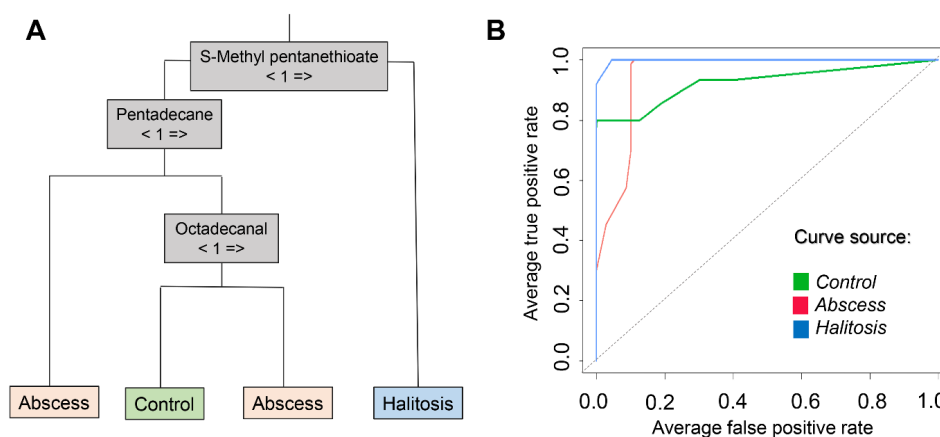 A
S-Methyl pentanethioate
< 1 =>
Pentadecane
< 1 =>
Octadecanal
< 1 =>
Abscess
Control
Abscess
Halitosis
B
Average true positive rate
1.0
0.8
0.6
0.4
0.2
0.0
Curve source:
Control
Abscess
Halitosis
0.0
0.2
0.4
0.6
0.8
1.0
Average false positive rate